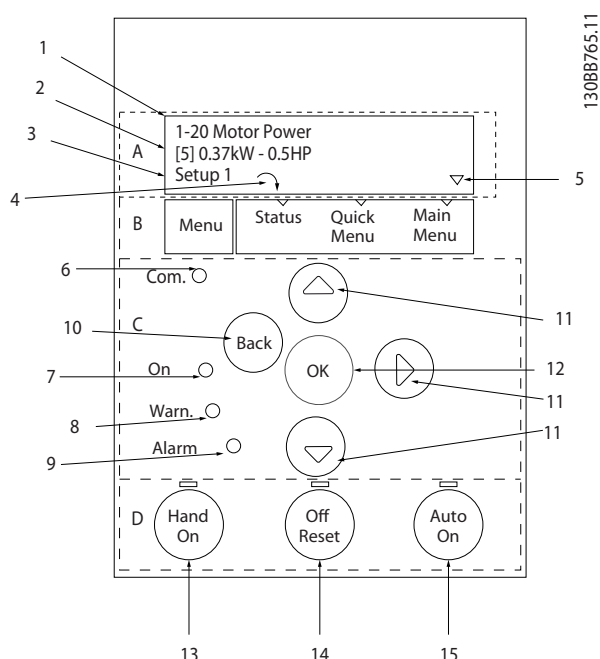 130BB765.11
1
2
3
4
A
1-20 Motor Power
[5] 0.37kW - 0.5HP
Setup 1
5
B
Menu
Status
Quick
Menu
Main
Menu
6
Com.
11
10
C
Back
OK
12
7
On
11
8
Warn.
11
9
Alarm
D
Hand
On
Off
Reset
Auto
On
13
14
15